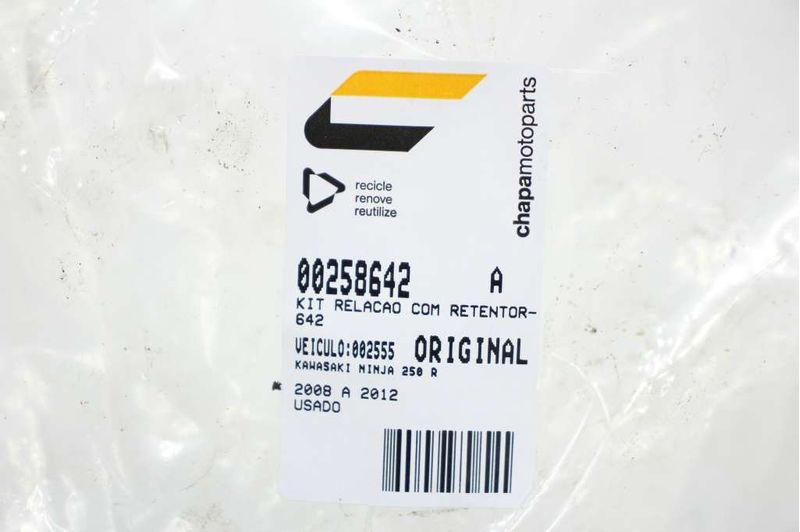 chapamotoparts
recicle
renove
reutilize
00258642 A
KIT RELACAO COM RETENTOR-
642
VEICULO:002555 ORIGINAL
KAWASAKI NINJA 250 R
2008 A 2012
USADO